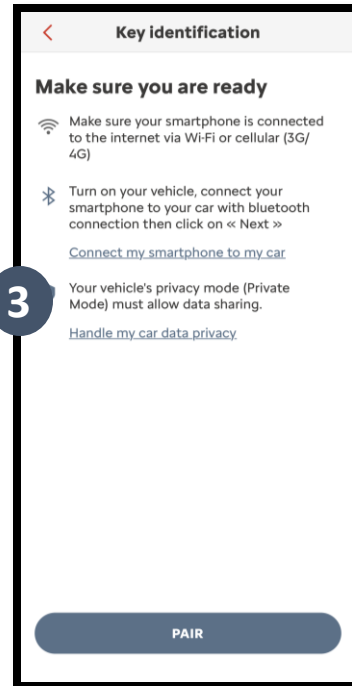 Key identification
Make sure you are ready
Make sure your smartphone is connected
to the internet via Wi-Fi or cellular (3G/
4G)
Turn on your vehicle, connect your
smartphone to your car with bluetooth
connection then click on « Next »
Connect my smartphone to my car
3
Your vehicle's privacy mode (Private
Mode) must allow data sharing.
Handle my car data privacy
PAIR